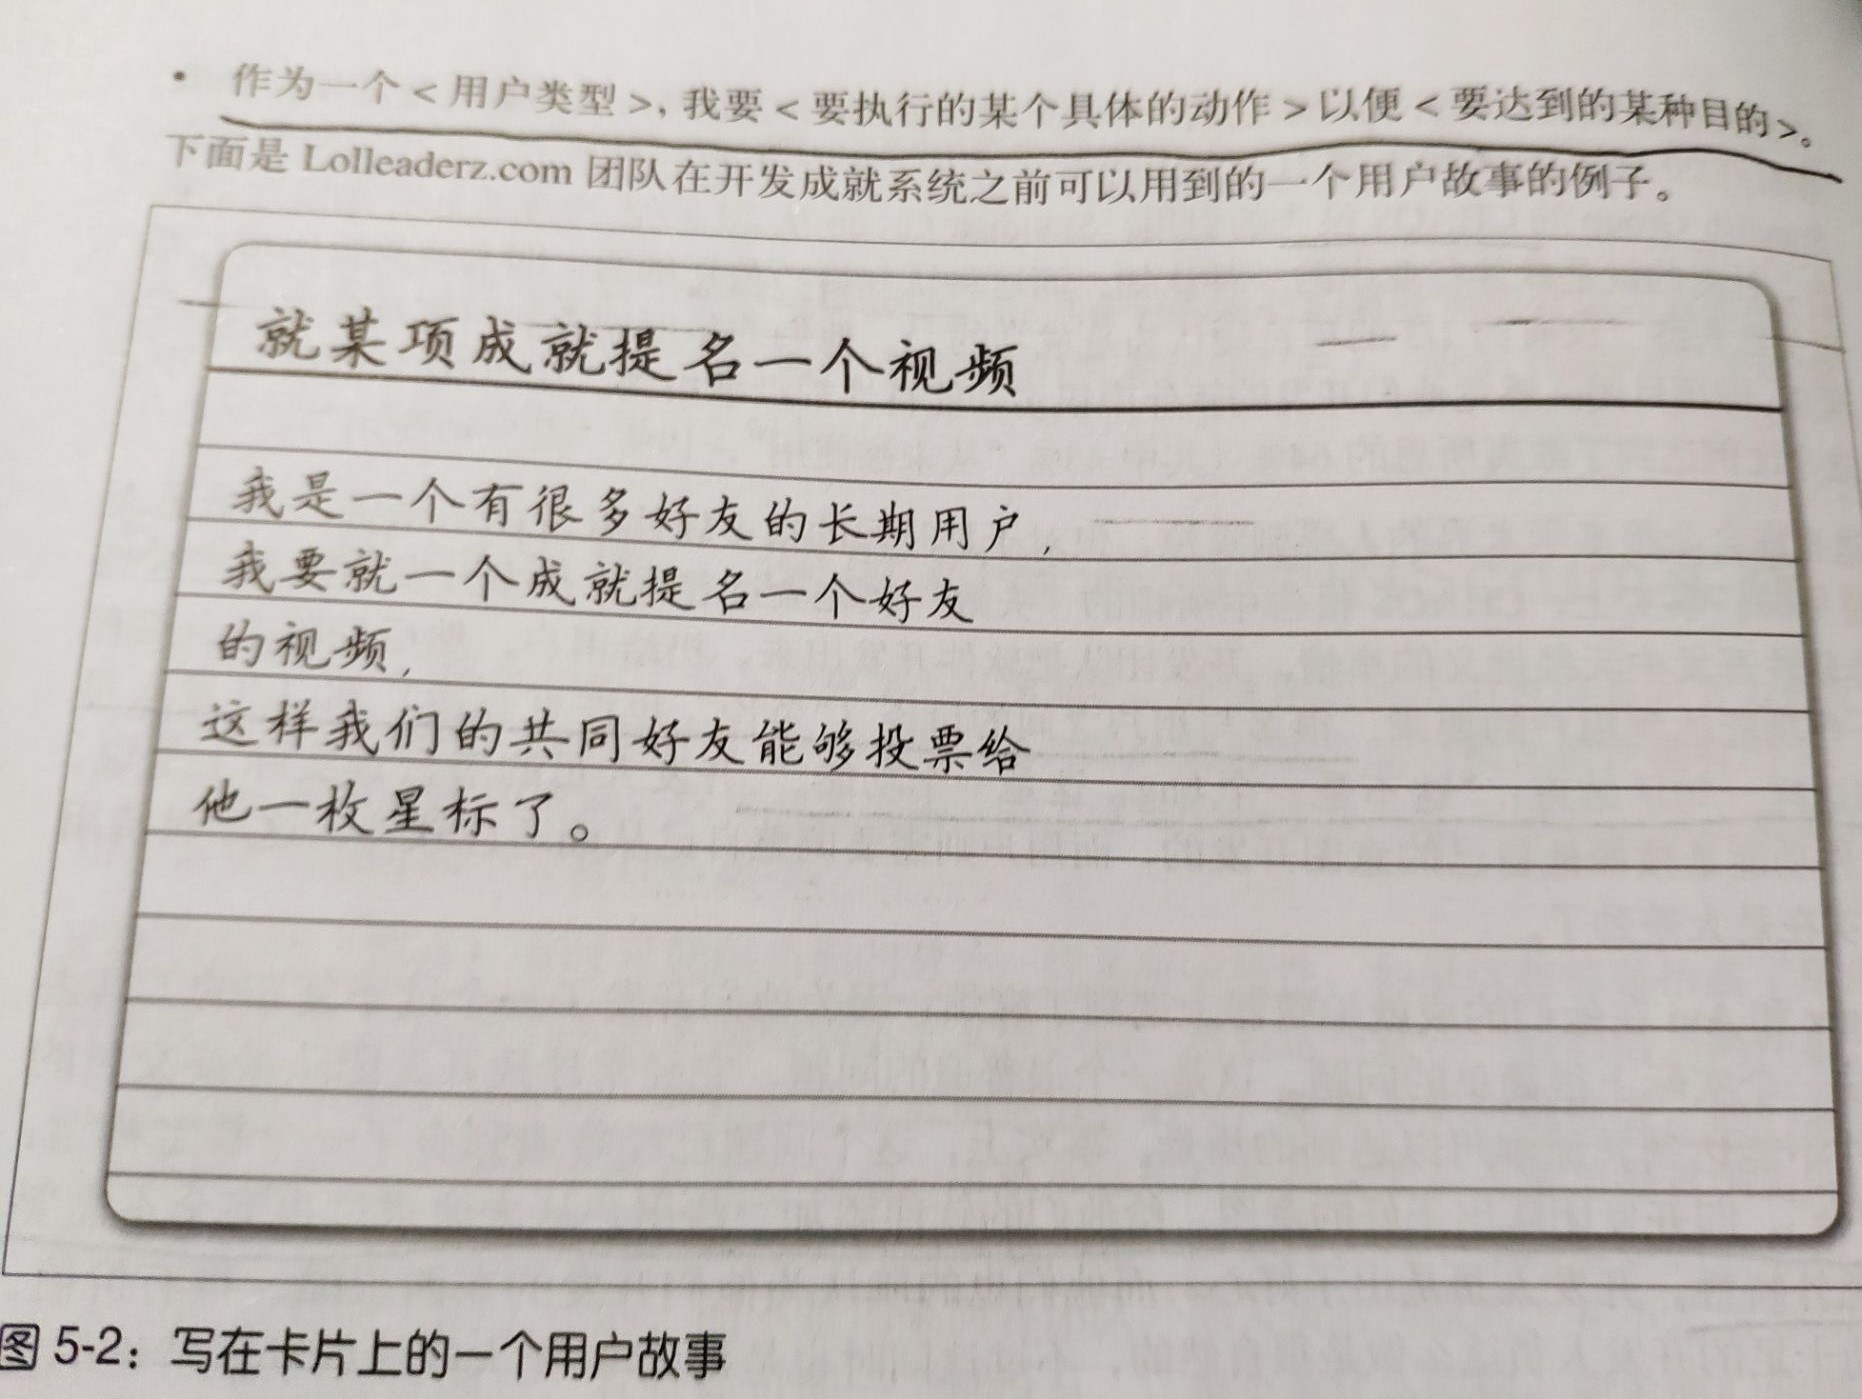 • 作为一个<用户类型>, 我要<要执行的某个具体的动作>以便<要达到的某种目的>。
下面是 Lolleaderz.com 团队在开发成就系统之前可以用到的一个用户故事的例子。
就某项成就提名一个视频
我是一个有很多好友的长期用户,
我要就一个成就提名一个好友
的视频,
这样我们的共同好友能够投票给
他一枚星标了。
图 5-2：写在卡片上的一个用户故事